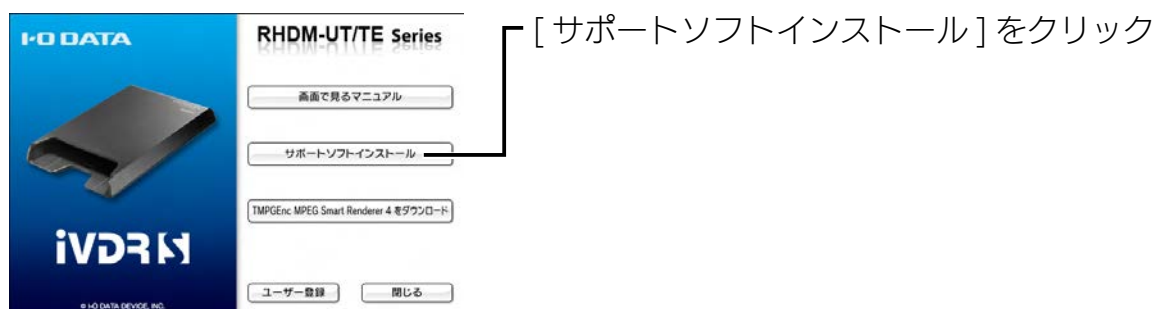 I-O DATA
RHDM-UT/TE Series
[ サポートソフトインストール ] をクリック
画面で見るマニュアル
サポートソフトインストール
TMPGEnc MPEG Smart Renderer 4 をダウンロード
iVDR S
ユーザー登録
閉じる
© I-O DATA DEVICE, INC.